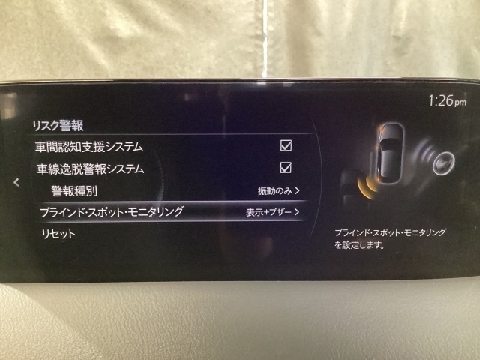 1:26pm
リスク警報
車間認知支援システム
車線逸脱警報システム
警報種別 振動のみ
ブラインド・スポット・モニタリング 表示+ブザー
リセット
ブラインド・スポット・モニタリング
を設定します。